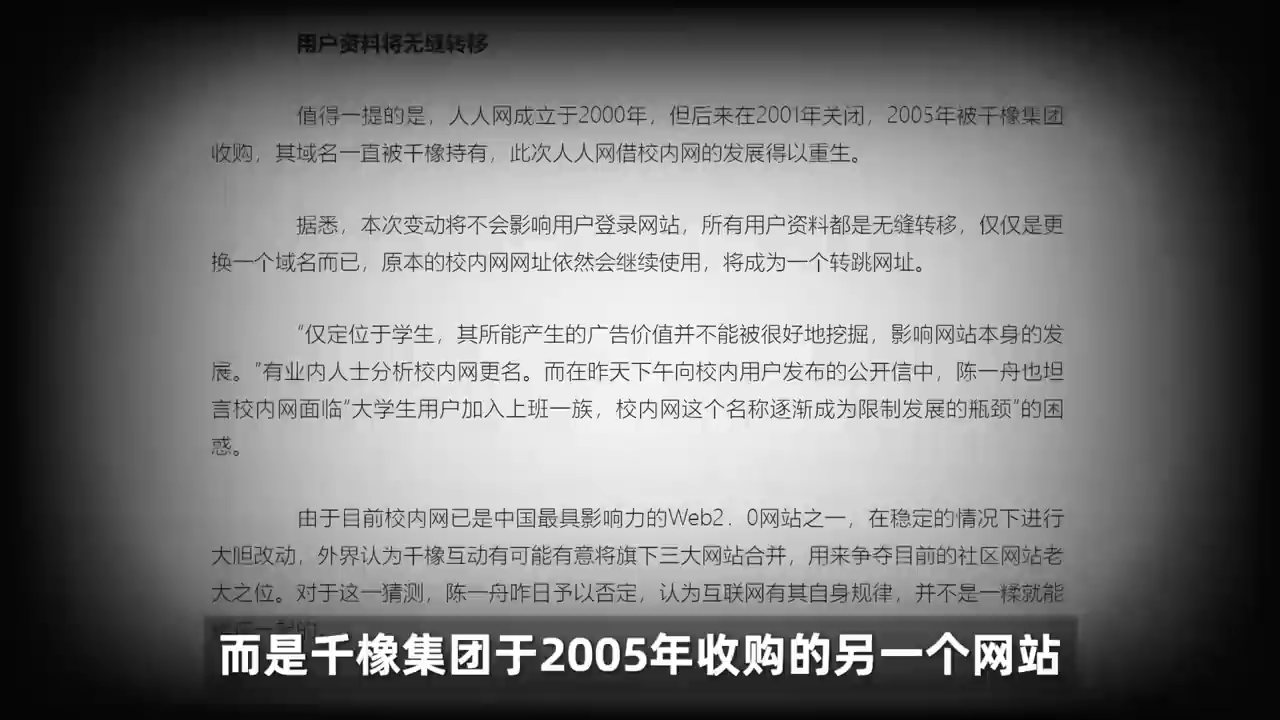 用户资料将无缝转移
值得一提的是，人人网成立于2000年，但后来在2001年关闭，2005年被千橡集团
收购，其域名一直被千橡持有，此次人人网借校内网的发展得以重生。
据悉，本次变动将不会影响用户登录网站，所有用户资料都是无缝转移，仅仅是更
换一个域名而已，原本的校内网网址依然会继续使用，将成为一个转跳网址。
“仅定位于学生，其所能产生的广告价值并不能被很好地挖掘，影响网站本身的发
展。”有业内人士分析校内网更名。而在昨天下午向校内用户发布的公开信中，陈一舟也坦
言校内网面临“大学生用户加入上班一族，校内网这个名称逐渐成为限制发展的瓶颈”的困
惑。
由于目前校内网已是中国最具影响力的Web2．0网站之一，在稳定的情况下进行
大胆改动，外界认为千橡互动有可能有意将旗下三大网站合并，用来争夺目前的社区网站老
大之位。对于这一猜测，陈一舟昨日予以否定，认为互联网有其自身规律，并不是一糅就能
而是千橡集团于2005年收购的另一个网站